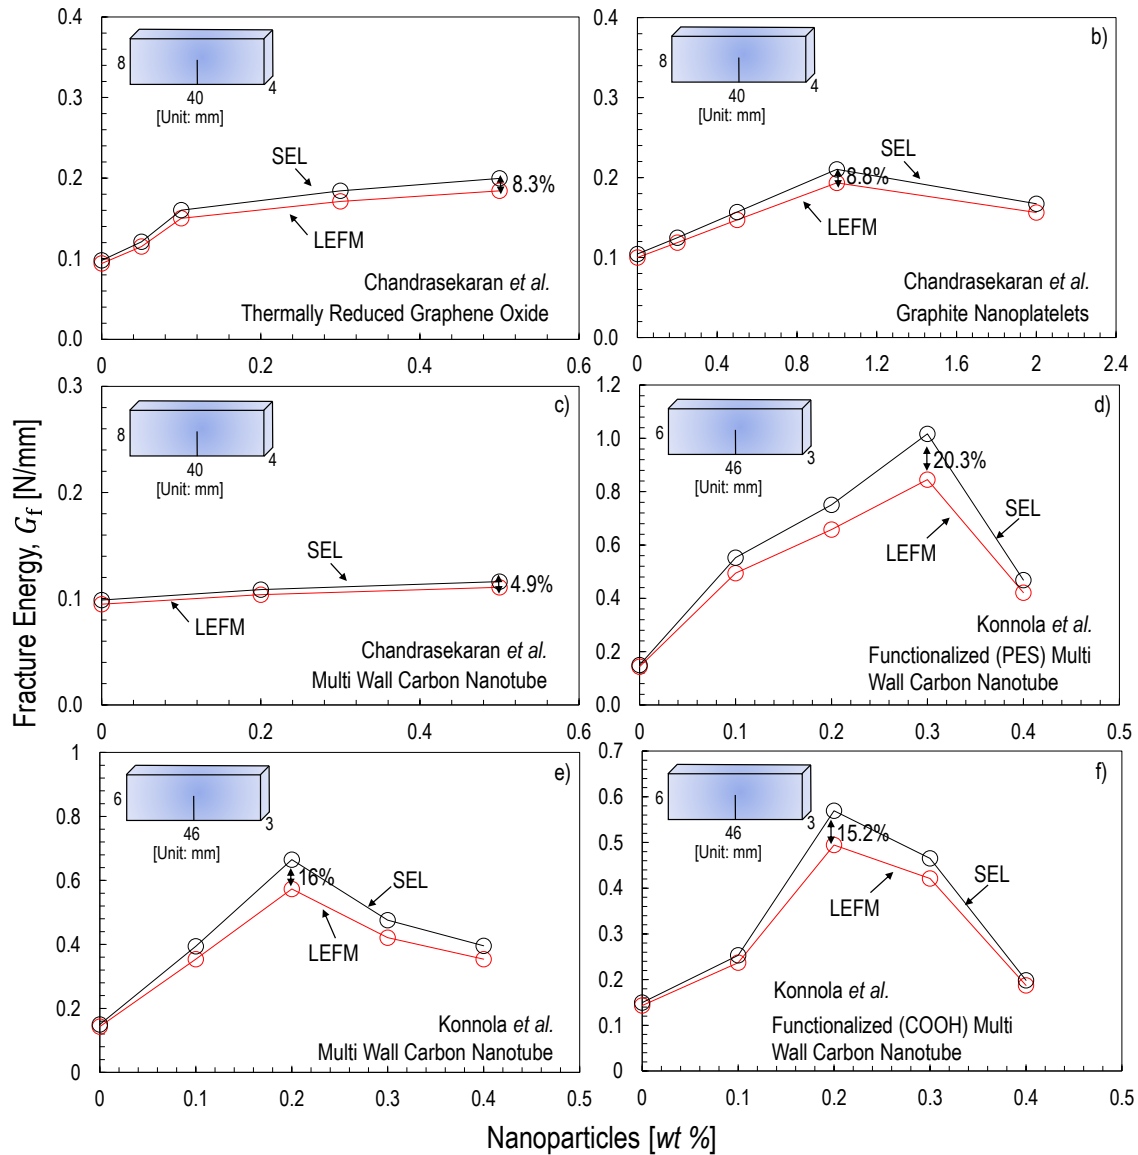 Fracture Energy, G_f [N/mm]
0.4
0.3
0.2
0.1
0.0
0
0.2
0.4
0.6
8
40
4
[Unit: mm]
SEL
LEFM
8.3%
Chandrasekaran et al.
Thermally Reduced Graphene Oxide
b)
0.4
0.3
0.2
0.1
0.0
0
0.4
0.8
1.2
1.6
2
2.4
8
40
4
[Unit: mm]
SEL
LEFM
8.8%
Chandrasekaran et al.
Graphite Nanoplatelets
c)
0.3
0.2
0.1
0.0
0
0.2
0.4
0.6
8
40
4
[Unit: mm]
SEL
LEFM
4.9%
Chandrasekaran et al.
Multi Wall Carbon Nanotube
d)
1.2
1.0
0.8
0.6
0.4
0.2
0.0
0
0.1
0.2
0.3
0.4
0.5
6
46
3
[Unit: mm]
SEL
LEFM
20.3%
Konnola et al.
Functionalized (PES) Multi
Wall Carbon Nanotube
e)
1
0.8
0.6
0.4
0.2
0
0
0.1
0.2
0.3
0.4
0.5
6
46
3
[Unit: mm]
SEL
LEFM
16%
Konnola et al.
Multi Wall Carbon Nanotube
f)
0.7
0.6
0.5
0.4
0.3
0.2
0.1
0
0
0.1
0.2
0.3
0.4
0.5
6
46
3
[Unit: mm]
SEL
LEFM
15.2%
Konnola et al.
Functionalized (COOH) Multi
Wall Carbon Nanotube
Nanoparticles [wt %]